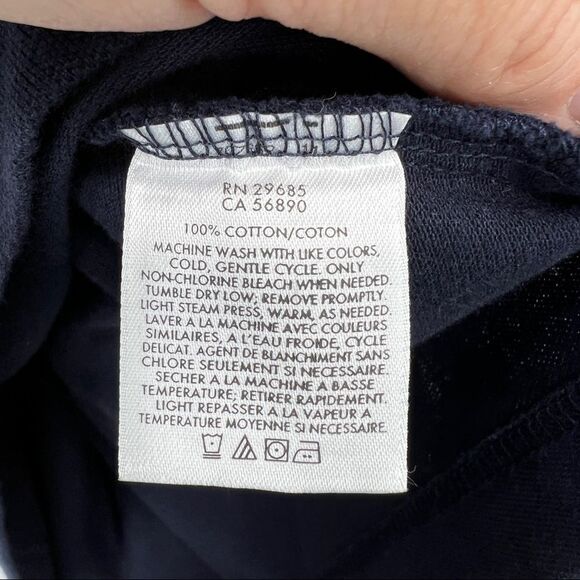 RN 29685
CA 56890
100% COTTON/COTON
MACHINE WASH WITH LIKE COLORS,
COLD, GENTLE CYCLE. ONLY
NON-CHLORINE BLEACH WHEN NEEDED.
TUMBLE DRY LOW; REMOVE PROMPTLY.
LIGHT STEAM PRESS, WARM, AS NEEDED.
LAVER A LA MACHINE AVEC COULEURS
SIMILAIRES, A L'EAU FROIDE, CYCLE
DELICAT. AGENT DE BLANCHIMENT SANS
CHLORE SEULEMENT SI NECESSAIRE.
SECHER A LA MACHINE A BASSE
TEMPERATURE; RETIRER RAPIDEMENT.
LIGHT REPASSER A LA VAPEUR A
TEMPERATURE MOYENNE SI NECESSAIRE.